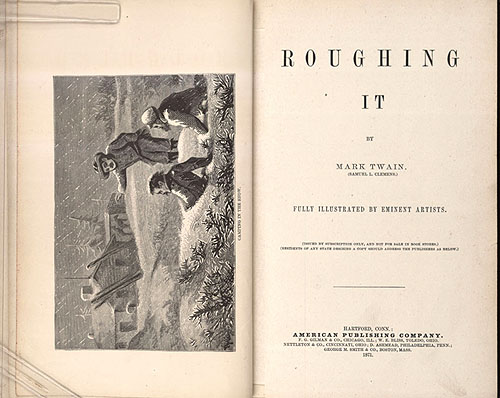 CAMPING IN THE SNOW.
ROUGHING
IT
BY
MARK TWAIN.
(SAMUEL L. CLEMENS.)
FULLY ILLUSTRATED BY EMINENT ARTISTS.
(ISSUED BY SUBSCRIPTION ONLY, AND NOT FOR SALE IN BOOK STORES.)
(RESIDENTS OF ANY STATE DESIRING A COPY SHOULD ADDRESS THE PUBLISHERS AS BELOW.)
HARTFORD, CONN.:
AMERICAN PUBLISHING COMPANY.
F. G. GILMAN & CO., CHICAGO, ILL.; W. E. BLISS, TOLEDO, OHIO.
NETTLETON & CO., CINCINNATI, OHIO; D. ASHMEAD, PHILADELPHIA, PENN.;
GEORGE M. SMITH & CO., BOSTON, MASS.
1871.